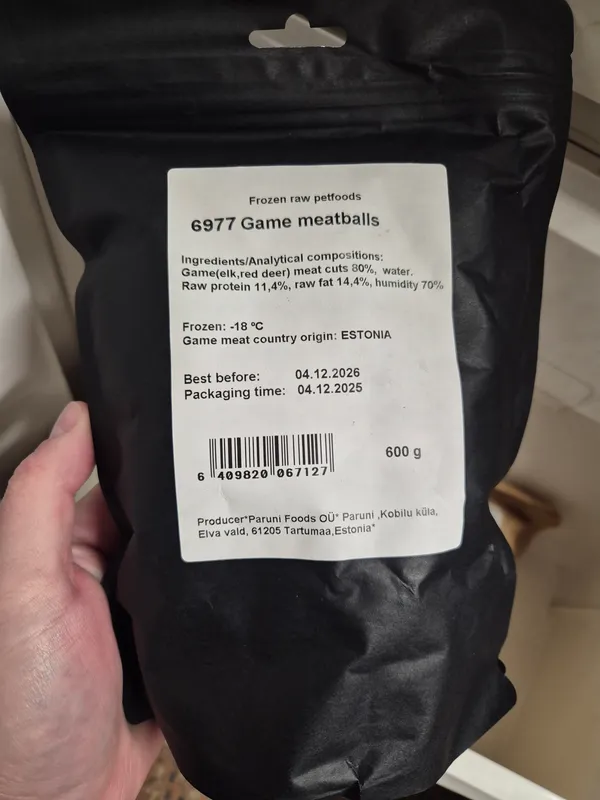 Frozen raw petfoods
6977 Game meatballs
Ingredients/Analytical compositions:
Game(elk,red deer) meat cuts 80%, water.
Raw protein 11,4%, raw fat 14,4%, humidity 70%
Frozen: -18 ºC
Game meat country origin: ESTONIA
Best before: 04.12.2026
Packaging time: 04.12.2025
600 g
6 409820 067127
Producer*Paruni Foods OÜ* Paruni ,Kobilu küla,
Elva vald, 61205 Tartumaa,Estonia*